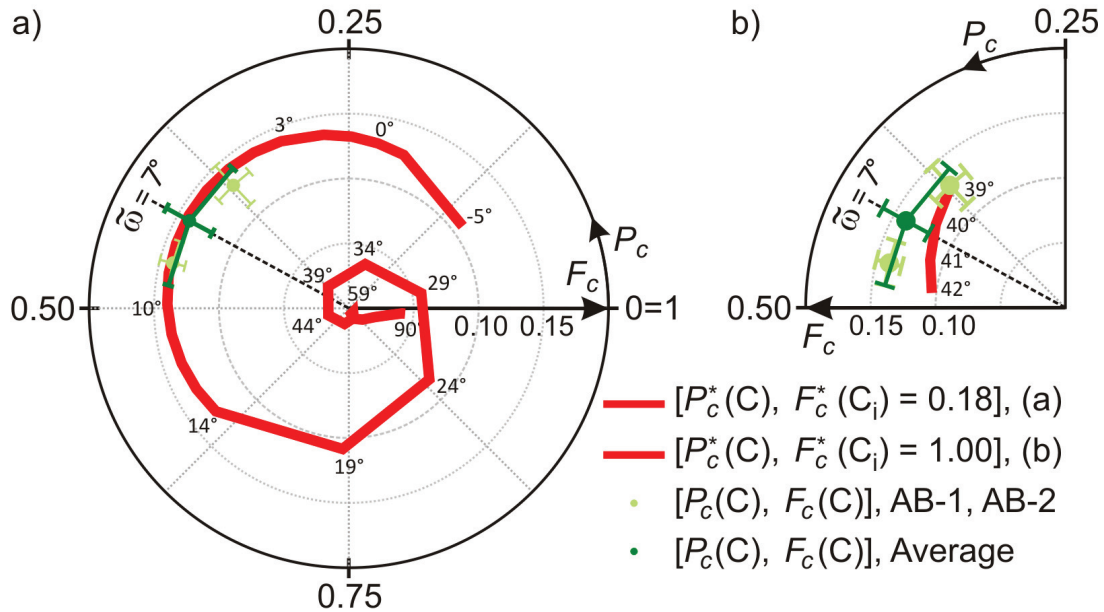 a)
0.25
3°
0°
-5°
ω̃ = 7°
P_c
34°
39°
29°
59°
F_c
0.50
10°
44°
90°
0.10
0.15
0=1
24°
14°
19°
0.75
b)
0.25
P_c
ω̃ = 7°
39°
40°
41°
42°
0.50
F_c
0.15
0.10
[P*_c(C), F*_c(C_i) = 0.18], (a)
[P*_c(C), F*_c(C_i) = 1.00], (b)
[P_c(C), F_c(C)], AB-1, AB-2
[P_c(C), F_c(C)], Average